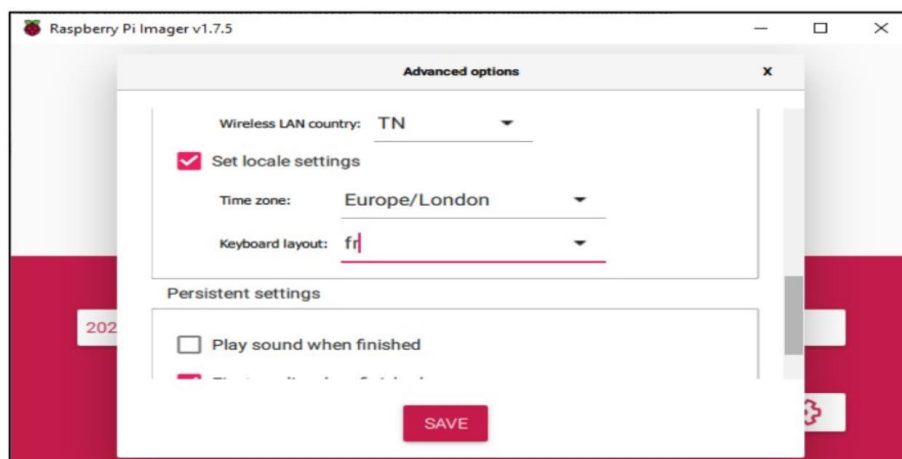 Raspberry Pi Imager v1.7.5
Advanced options
X
Wireless LAN country: TN
Set locale settings
Time zone: Europe/London
Keyboard layout: fr
Persistent settings
202
Play sound when finished
SAVE